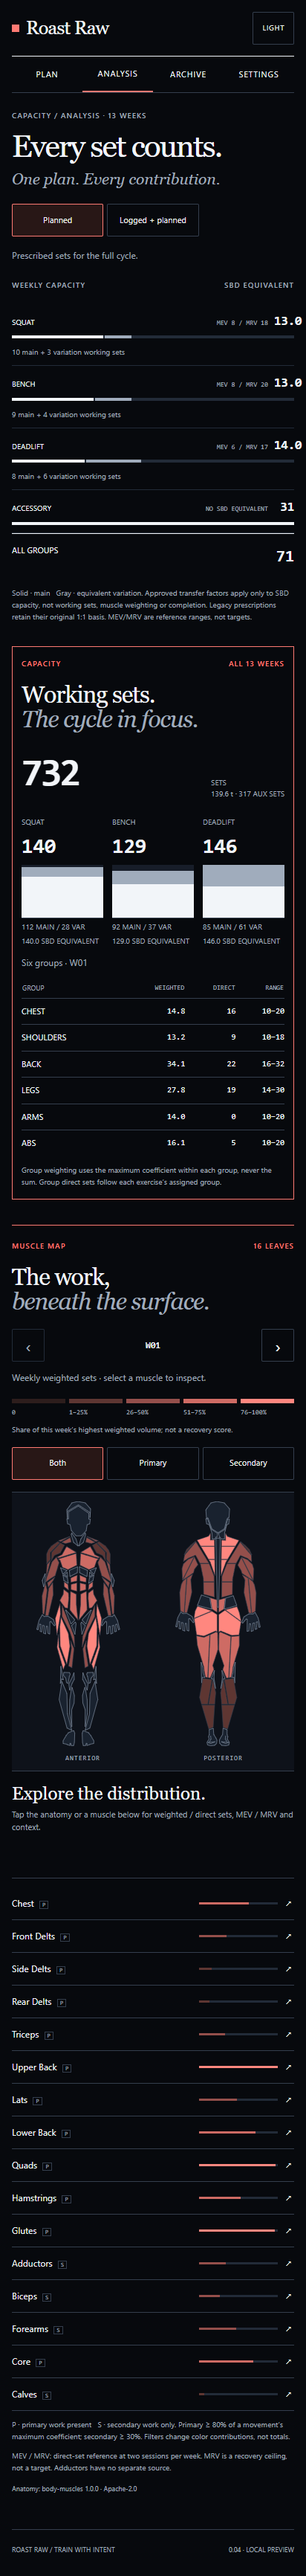 Roast Raw
LIGHT
PLAN
ANALYSIS
ARCHIVE
SETTINGS
CAPACITY / ANALYSIS · 13 WEEKS
Every set counts.
One plan. Every contribution.
Planned
Logged + planned
Prescribed sets for the full cycle.
WEEKLY CAPACITY
SBD EQUIVALENT
SQUAT
MEV 8 / MRV 18 13.0
10 main + 3 variation working sets
BENCH
MEV 8 / MRV 20 13.0
9 main + 4 variation working sets
DEADLIFT
MEV 6 / MRV 17 14.0
8 main + 6 variation working sets
ACCESSORY
NO SBD EQUIVALENT 31
ALL GROUPS
71
Solid · main Gray · equivalent variation. Approved transfer factors apply only to SBD
capacity, not working sets, muscle weighting or completion. Legacy prescriptions
retain their original 1:1 basis. MEV/MRV are reference ranges, not targets.
CAPACITY
ALL 13 WEEKS
Working sets.
The cycle in focus.
732
SETS
139.6 t · 317 AUX SETS
SQUAT
BENCH
DEADLIFT
140
129
146
112 MAIN / 28 VAR
92 MAIN / 37 VAR
85 MAIN / 61 VAR
140.0 SBD EQUIVALENT
129.0 SBD EQUIVALENT
146.0 SBD EQUIVALENT
Six groups · W01
GROUP WEIGHTED DIRECT RANGE
CHEST 14.8 16 10–20
SHOULDERS 13.2 9 10–18
BACK 34.1 22 16–32
LEGS 27.8 19 14–30
ARMS 14.0 0 10–20
ABS 16.1 5 10–20
Group weighting uses the maximum coefficient within each group, never the
sum. Group direct sets follow each exercise's assigned group.
MUSCLE MAP
16 LEAVES
The work,
beneath the surface.
‹
W01
›
Weekly weighted sets · select a muscle to inspect.
0 1–25% 26–50% 51–75% 76–100%
Share of this week's highest weighted volume; not a recovery score.
Both
Primary
Secondary
ANTERIOR
POSTERIOR
Explore the distribution.
Tap the anatomy or a muscle below for weighted / direct sets, MEV / MRV and
context.
Chest P ↗
Front Delts P ↗
Side Delts P ↗
Rear Delts P ↗
Triceps P ↗
Upper Back P ↗
Lats P ↗
Lower Back P ↗
Quads P ↗
Hamstrings P ↗
Glutes P ↗
Adductors S ↗
Biceps S ↗
Forearms S ↗
Core P ↗
Calves S ↗
P · primary work present S · secondary work only. Primary ≥ 80% of a movement's
maximum coefficient; secondary ≥ 30%. Filters change color contributions, not totals.
MEV / MRV: direct-set reference at two sessions per week. MRV is a recovery ceiling,
not a target. Adductors have no separate source.
Anatomy: body-muscles 1.0.0 · Apache-2.0
ROAST RAW / TRAIN WITH INTENT
0.04 · LOCAL PREVIEW